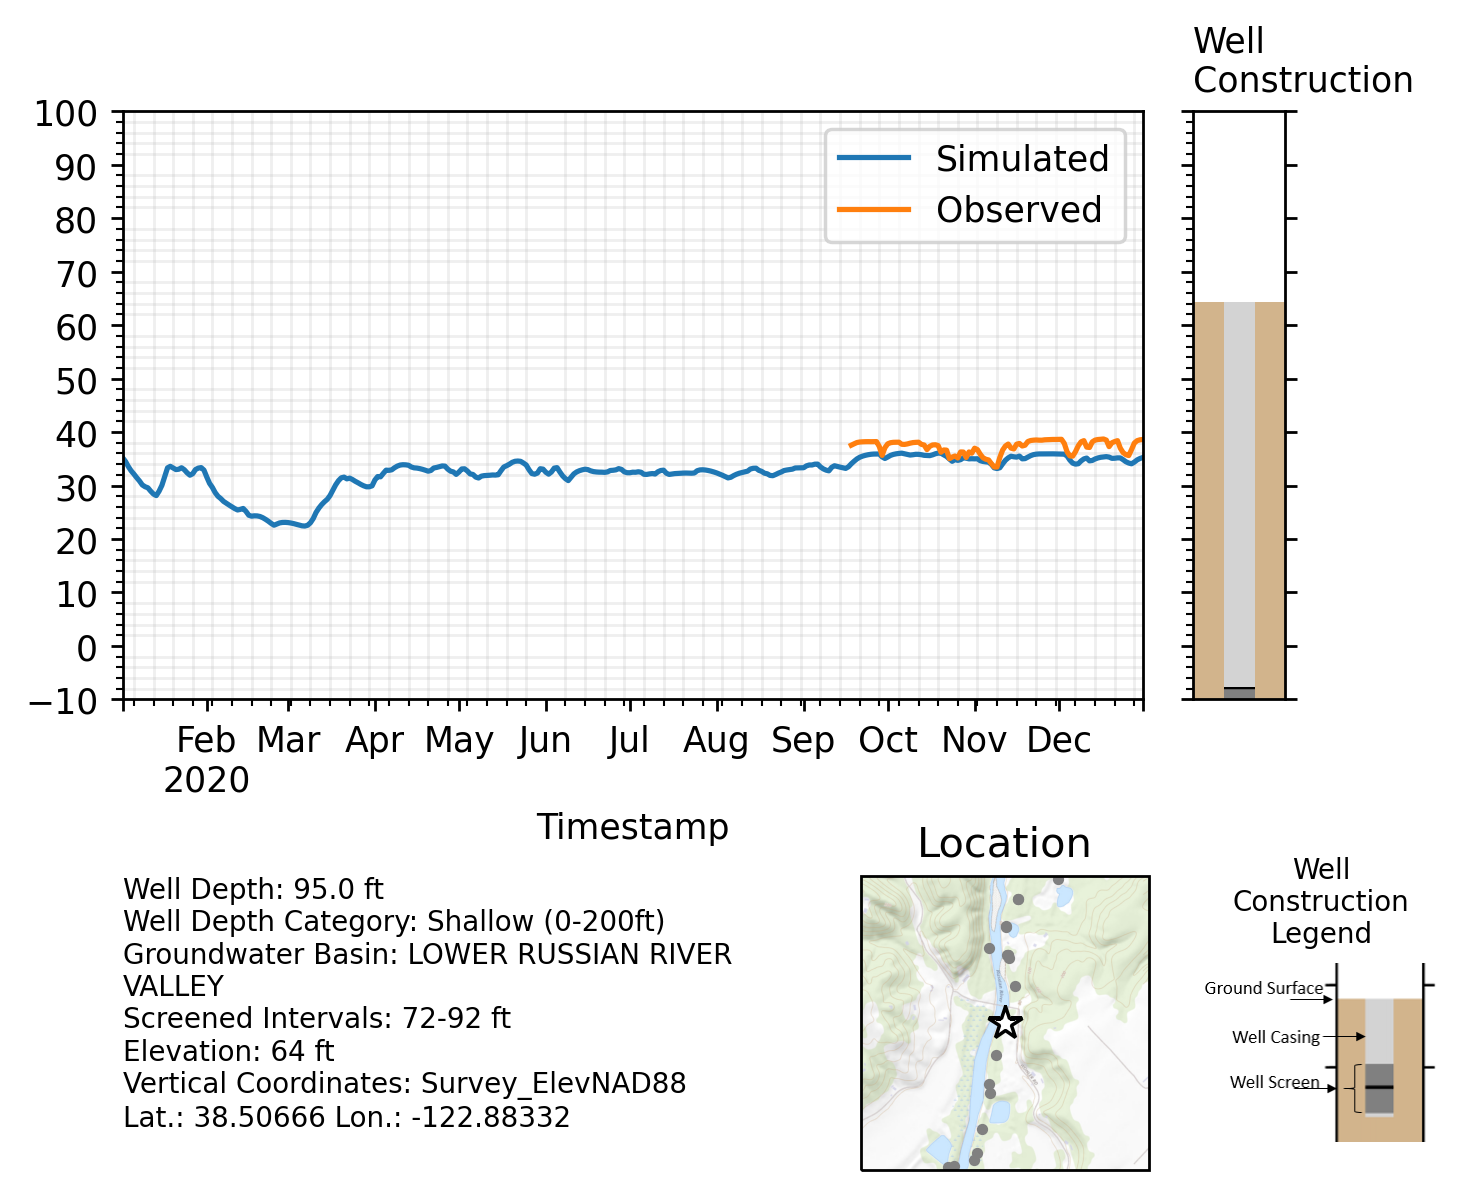 Well
Construction
100
90
80
70
60
50
40
30
20
10
0
−10
Simulated
Observed
Feb Mar Apr May Jun Jul Aug Sep Oct Nov Dec
2020
Timestamp
Well Depth: 95.0 ft
Well Depth Category: Shallow (0-200ft)
Groundwater Basin: LOWER RUSSIAN RIVER
VALLEY
Screened Intervals: 72-92 ft
Elevation: 64 ft
Vertical Coordinates: Survey_ElevNAD88
Lat.: 38.50666 Lon.: -122.88332
Location
Well
Construction
Legend
Ground Surface
Well Casing
Well Screen